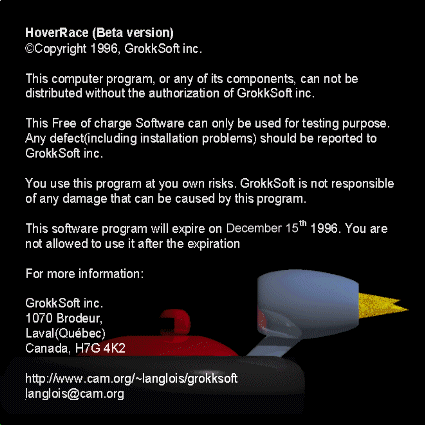 HoverRace (Beta version)
©Copyright 1996, GrokkSoft inc.
This computer program, or any of its components, can not be
distributed without the authorization of GrokkSoft inc.
This Free of charge Software can only be used for testing purpose.
Any defect(including installation problems) should be reported to
GrokkSoft inc.
You use this program at you own risks. GrokkSoft is not responsible
of any damage that can be caused by this program.
This software program will expire on December 15th 1996. You are
not allowed to use it after the expiration
For more information:
GrokkSoft inc.
1070 Brodeur,
Laval(Québec)
Canada, H7G 4K2
http://www.cam.org/~langlois/grokksoft
langlois@cam.org